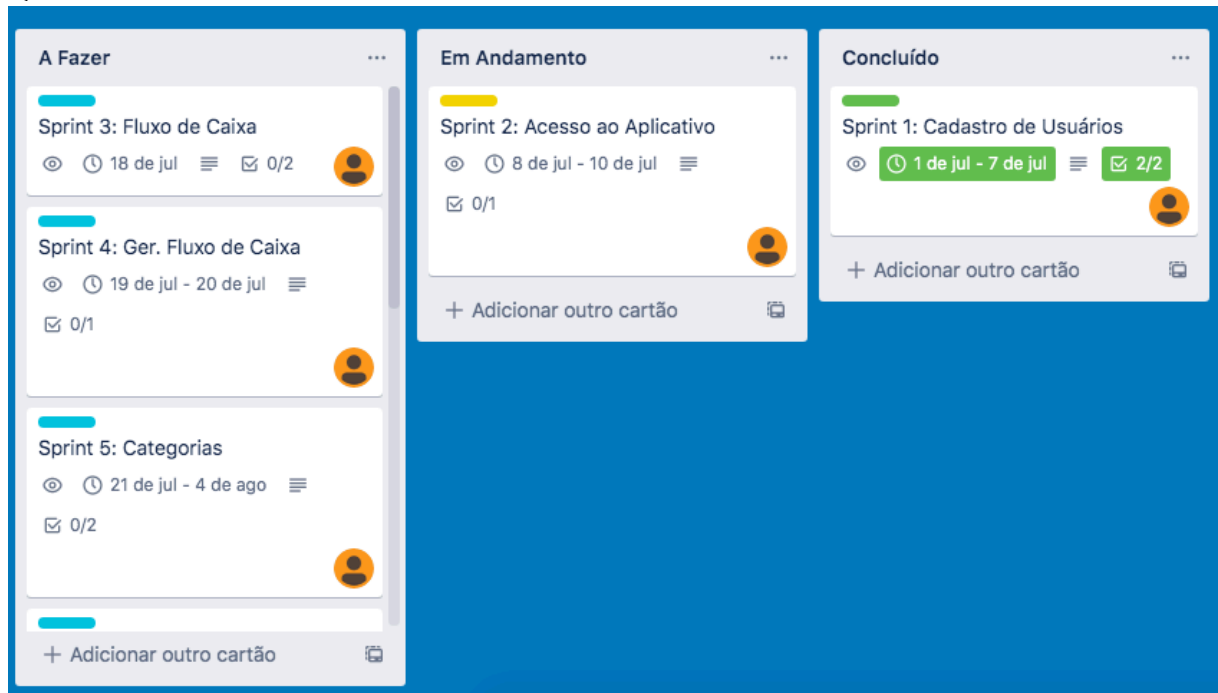 A Fazer
Sprint 3: Fluxo de Caixa
18 de jul 0/2
Sprint 4: Ger. Fluxo de Caixa
19 de jul - 20 de jul
0/1
Sprint 5: Categorias
21 de jul - 4 de ago
0/2
+ Adicionar outro cartão
Em Andamento
Sprint 2: Acesso ao Aplicativo
8 de jul - 10 de jul
0/1
+ Adicionar outro cartão
Concluído
Sprint 1: Cadastro de Usuários
1 de jul - 7 de jul 2/2
+ Adicionar outro cartão